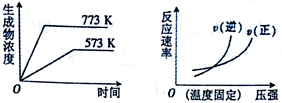 生成物浓度
773 K
573 K
O
时间
反应速率
v(逆)
v(正)
O
(温度固定)
压强